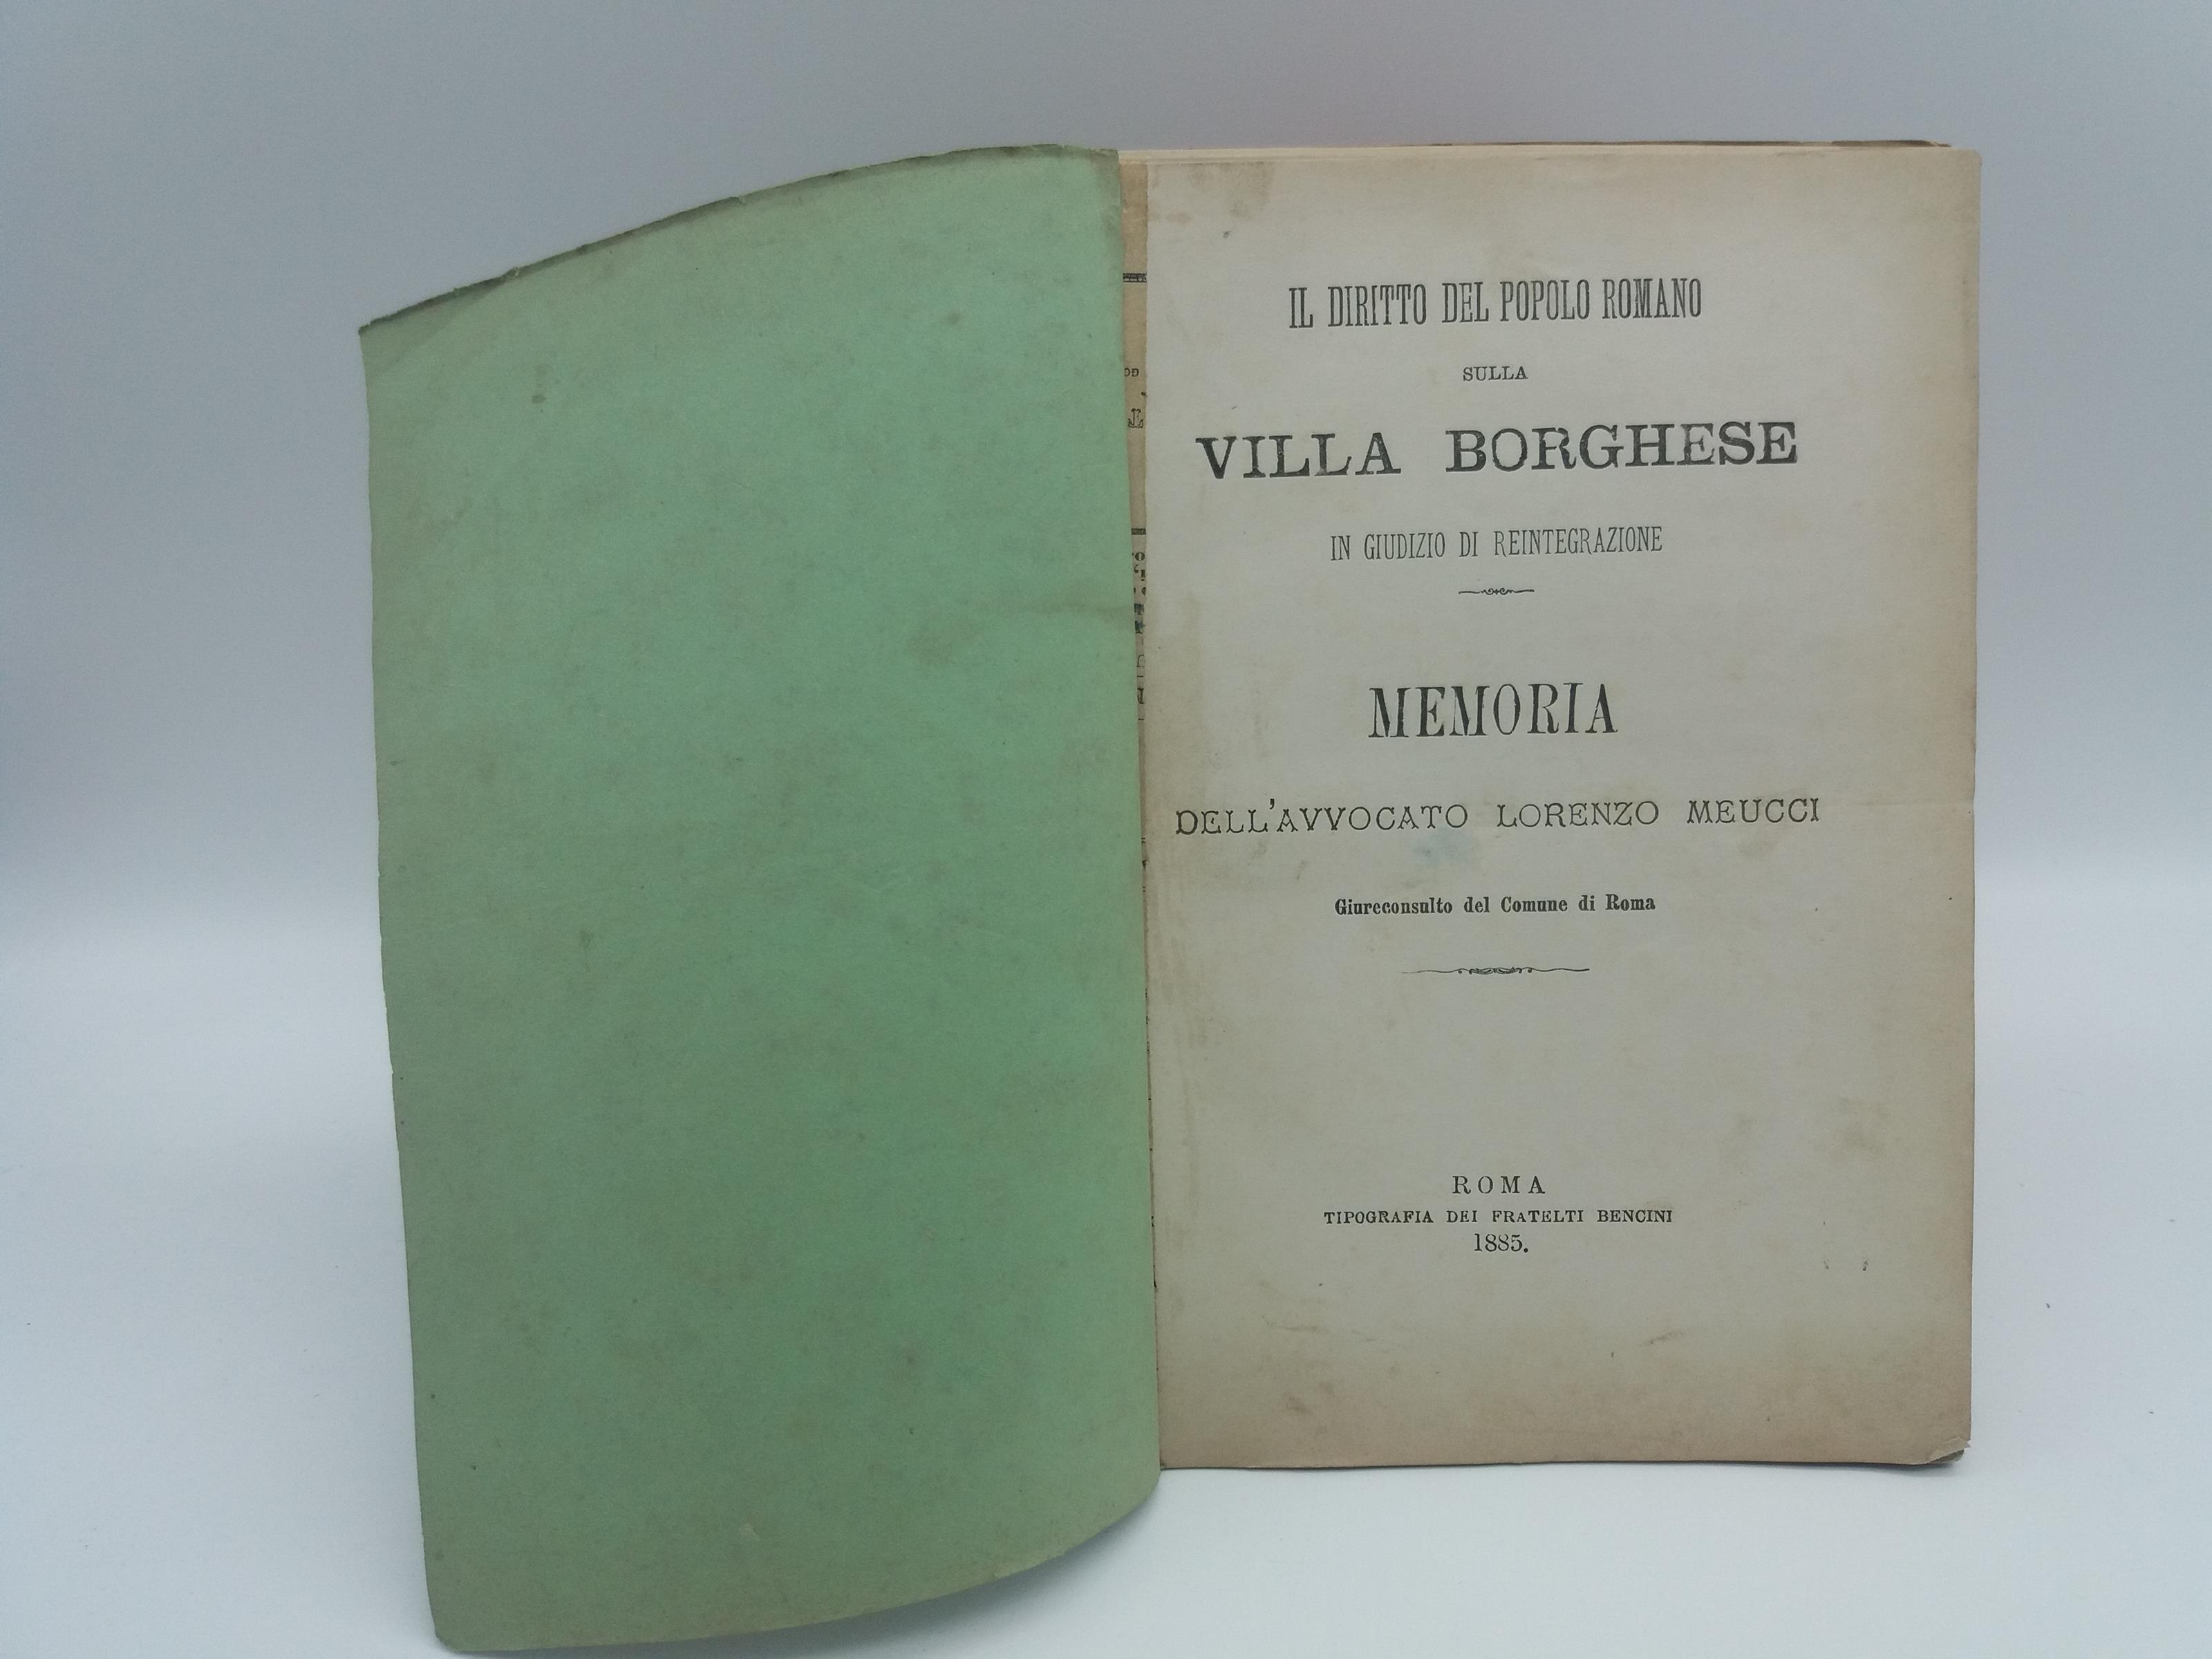 IL DIRITTO DEL POPOLO ROMANO
SULLA
VILLA BORGHESE
IN GIUDIZIO DI REINTEGRAZIONE
MEMORIA
DELL'AVVOCATO LORENZO MEUCCI
Giureconsulto del Comune di Roma
ROMA
TIPOGRAFIA DEI FRATELTI BENCINI
1885.